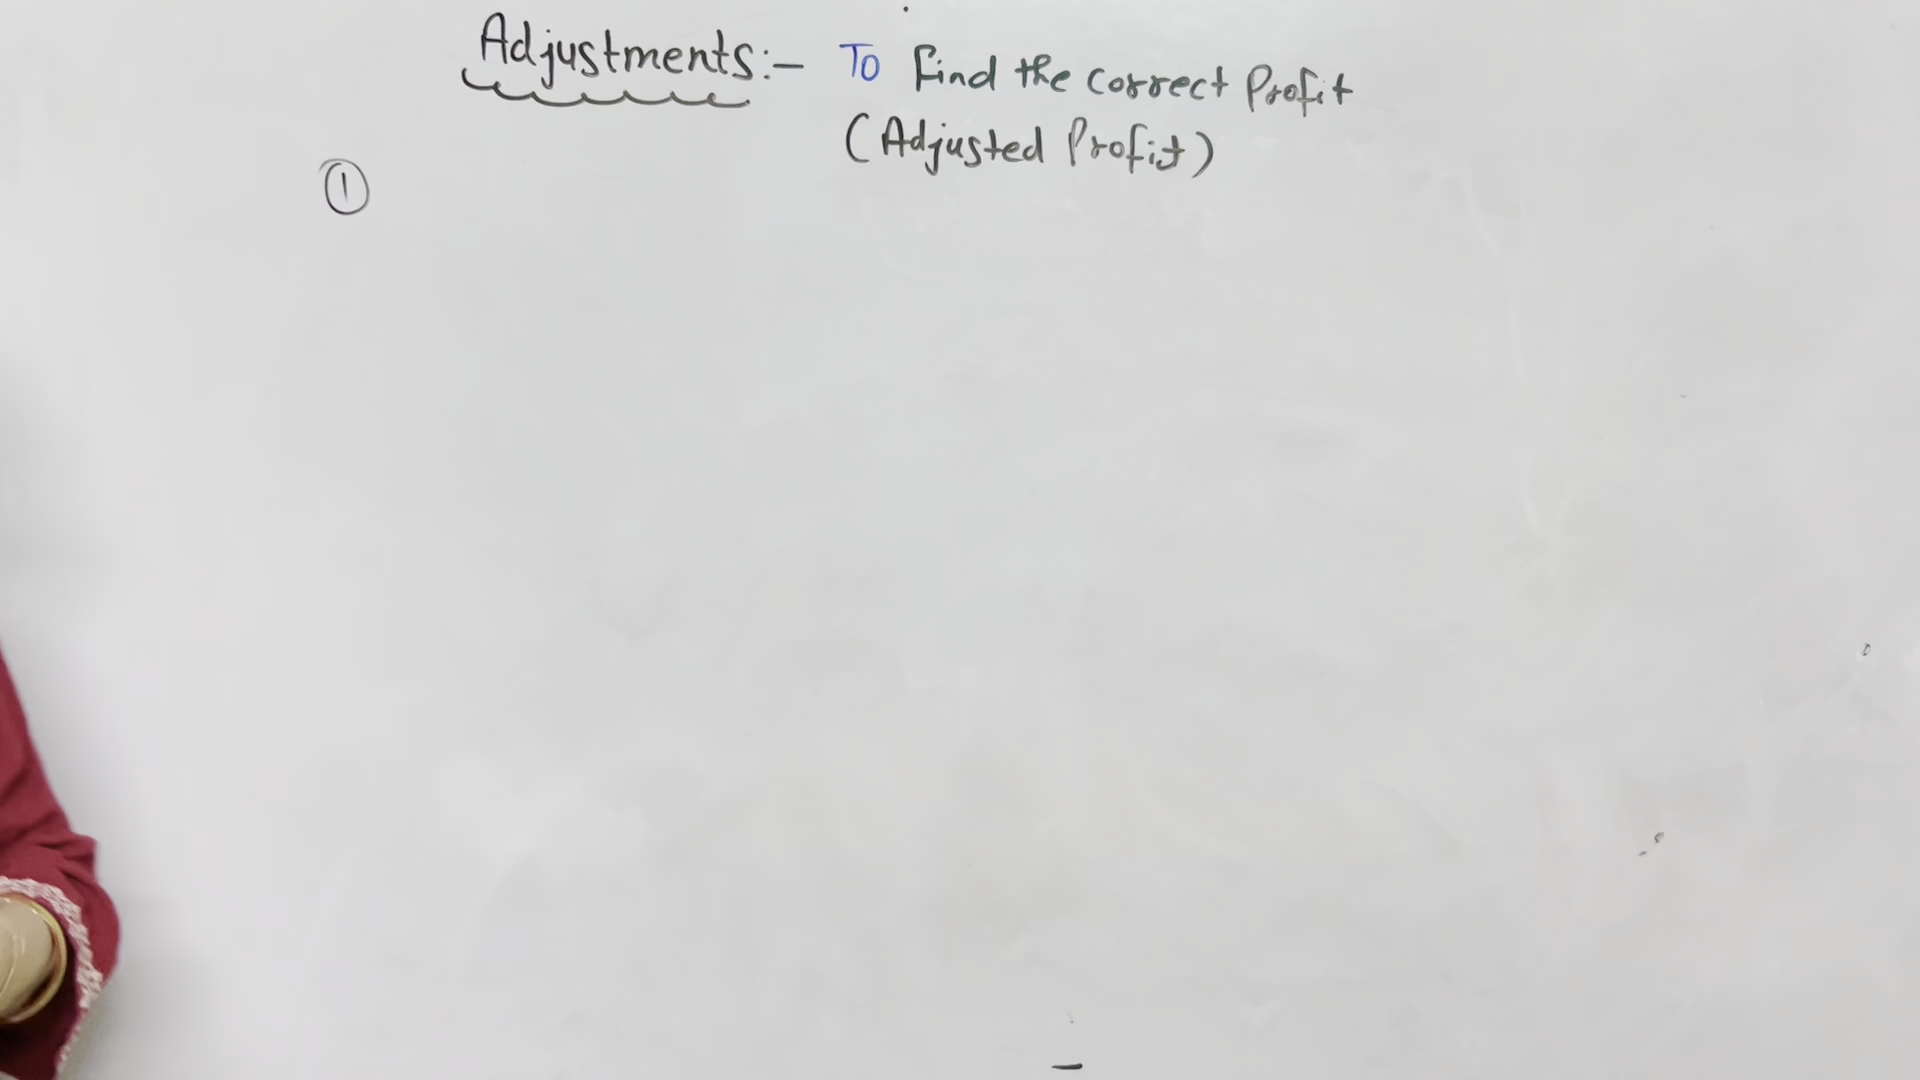 Adjustments:- To Find the correct Profit
(Adjusted Profit)
①